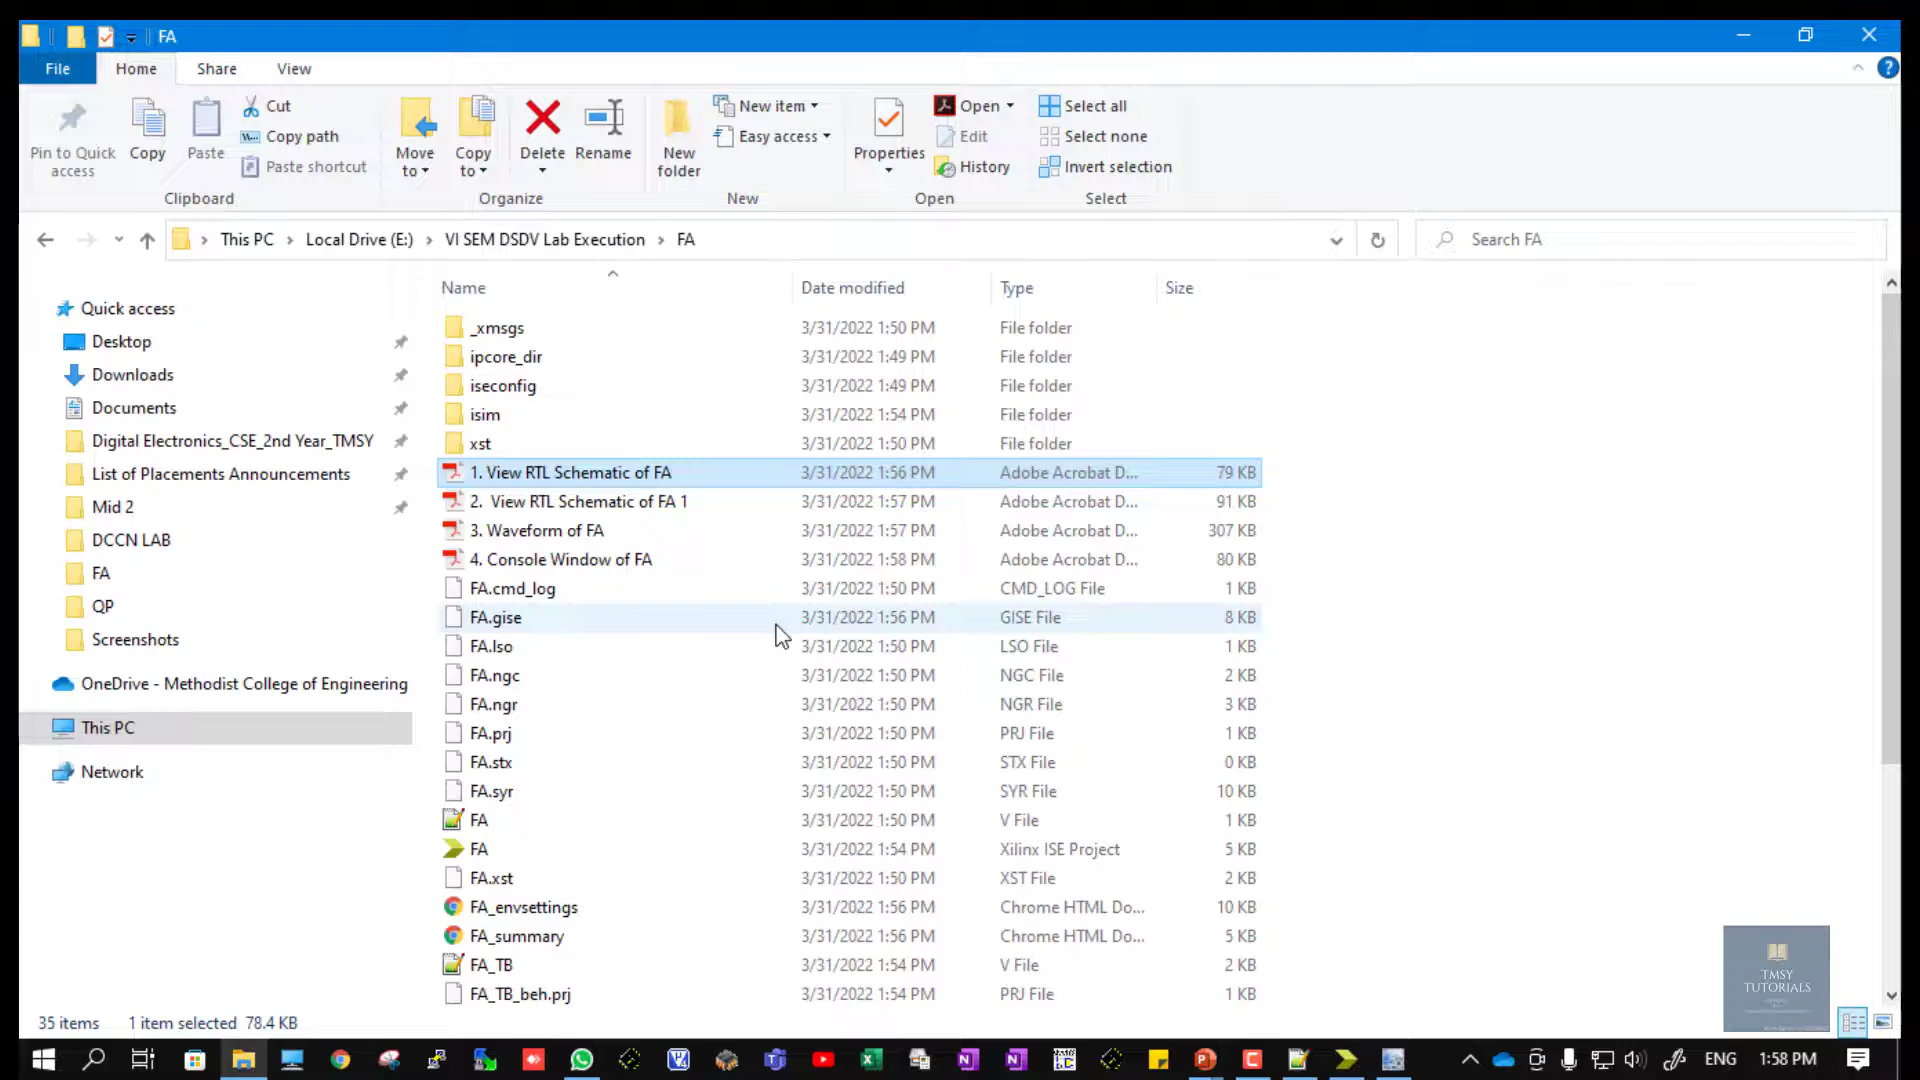 FA
File Home Share View
Pin to Quick access
Copy
Paste
Cut
Copy path
Paste shortcut
Clipboard
Move to
Copy to
Delete
Rename
Organize
New folder
New item
Easy access
New
Properties
Open
Edit
History
Open
Select all
Select none
Invert selection
Select
This PC > Local Drive (E:) > VI SEM DSDV Lab Execution > FA
Search FA
Quick access
Desktop
Downloads
Documents
Digital Electronics_CSE_2nd Year_TMSY
List of Placements Announcements
Mid 2
DCCN LAB
FA
QP
Screenshots
OneDrive - Methodist College of Engineering
This PC
Network
Name Date modified Type Size
_xmsgs 3/31/2022 1:50 PM File folder
ipcore_dir 3/31/2022 1:49 PM File folder
iseconfig 3/31/2022 1:49 PM File folder
isim 3/31/2022 1:54 PM File folder
xst 3/31/2022 1:50 PM File folder
1. View RTL Schematic of FA 3/31/2022 1:56 PM Adobe Acrobat D... 79 KB
2. View RTL Schematic of FA 1 3/31/2022 1:57 PM Adobe Acrobat D... 91 KB
3. Waveform of FA 3/31/2022 1:57 PM Adobe Acrobat D... 307 KB
4. Console Window of FA 3/31/2022 1:58 PM Adobe Acrobat D... 80 KB
FA.cmd_log 3/31/2022 1:50 PM CMD_LOG File 1 KB
FA.gise 3/31/2022 1:56 PM GISE File 8 KB
FA.lso 3/31/2022 1:50 PM LSO File 1 KB
FA.ngc 3/31/2022 1:50 PM NGC File 2 KB
FA.ngr 3/31/2022 1:50 PM NGR File 3 KB
FA.prj 3/31/2022 1:50 PM PRJ File 1 KB
FA.stx 3/31/2022 1:50 PM STX File 0 KB
FA.syr 3/31/2022 1:50 PM SYR File 10 KB
FA 3/31/2022 1:50 PM V File 1 KB
FA 3/31/2022 1:54 PM Xilinx ISE Project 5 KB
FA.xst 3/31/2022 1:50 PM XST File 2 KB
FA_envsettings 3/31/2022 1:56 PM Chrome HTML Do... 10 KB
FA_summary 3/31/2022 1:56 PM Chrome HTML Do... 5 KB
FA_TB 3/31/2022 1:54 PM V File 2 KB
FA_TB_beh.prj 3/31/2022 1:54 PM PRJ File 1 KB
TMSY
TUTORIALS
35 items 1 item selected 78.4 KB
ENG 1:58 PM